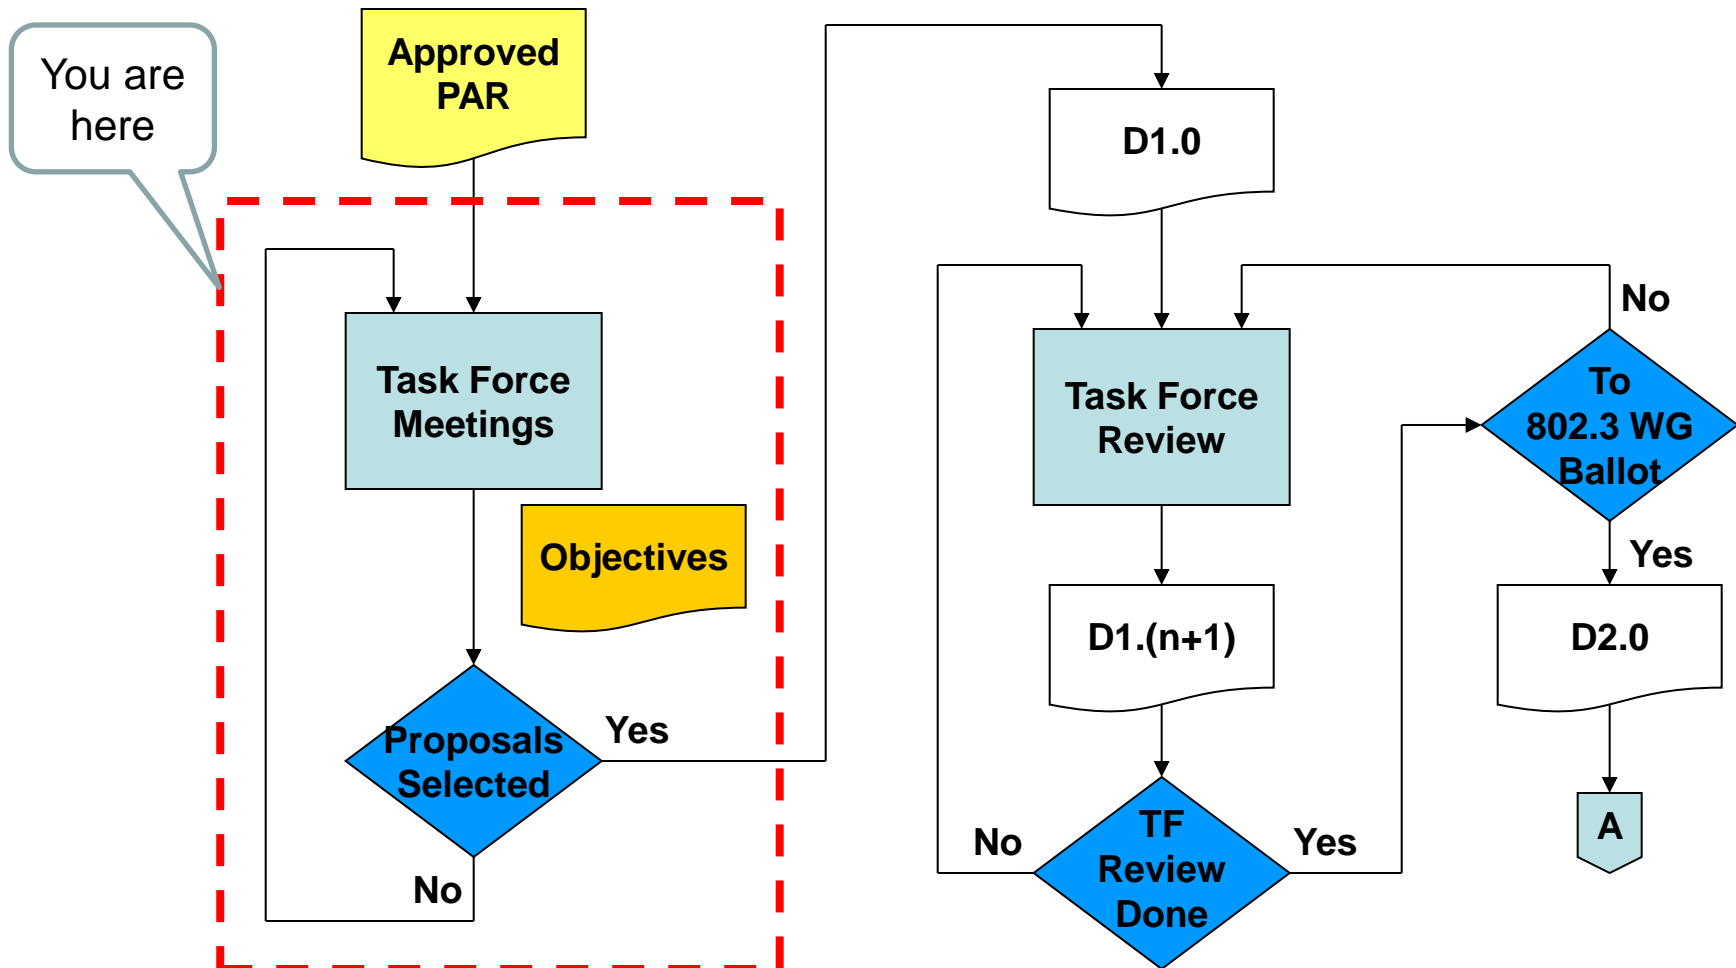 You are
here
Approved
PAR
Task Force
Meetings
Objectives
Proposals
Selected
Yes
No
D1.0
Task Force
Review
D1.(n+1)
TF
Review
Done
No
Yes
To
802.3 WG
Ballot
No
Yes
D2.0
A